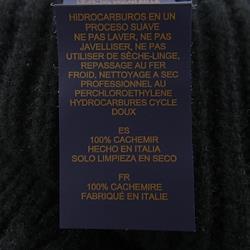 HIDROCARBUROS EN UN
PROCESO SUAVE
NE PAS LAVER, NE PAS
JAVELLISER, NE PAS
UTILISER DE SÈCHE-LINGE,
REPASSAGE AU FER
FROID, NETTOYAGE A SEC
PROFESSIONNEL AU
PERCHLOROETHYLENE
HYDROCARBURES CYCLE
DOUX
ES
100% CACHEMIR
HECHO EN ITALIA
SOLO LIMPIEZA EN SECO
FR
100% CACHEMIRE
FABRIQUÉ EN ITALIE